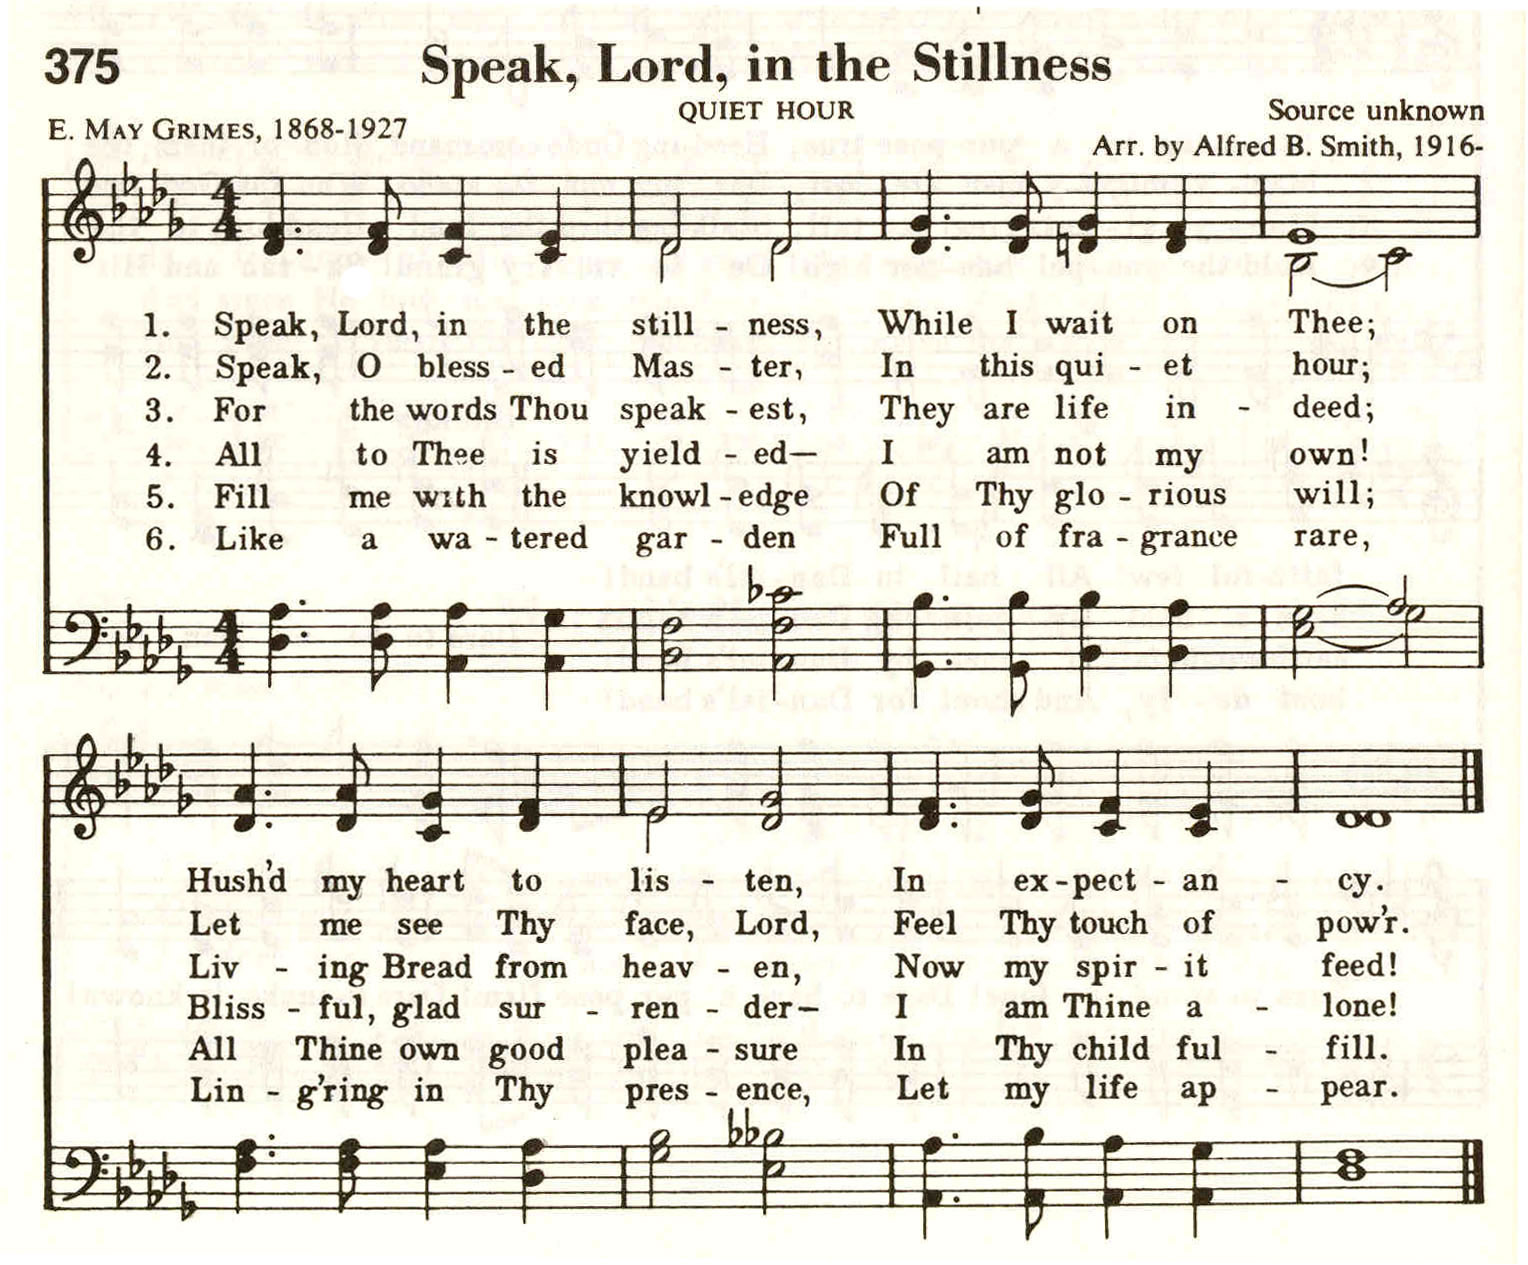 375 Speak, Lord, in the Stillness
QUIET HOUR
E. MAY GRIMES, 1868-1927
Source unknown
Arr. by Alfred B. Smith, 1916-
1. Speak, Lord, in the still - ness, While I wait on Thee;
2. Speak, O bless - ed Mas - ter, In this qui - et hour;
3. For the words Thou speak - est, They are life in - deed;
4. All to Thee is yield - ed— I am not my own!
5. Fill me with the knowl - edge Of Thy glo - rious will;
6. Like a wa - tered gar - den Full of fra - grance rare,
Hush'd my heart to lis - ten, In ex - pect - an - cy.
Let me see Thy face, Lord, Feel Thy touch of pow'r.
Liv - ing Bread from heav - en, Now my spir - it feed!
Bliss - ful, glad sur - ren - der— I am Thine a - lone!
All Thine own good plea - sure In Thy child ful - fill.
Lin - g'ring in Thy pres - ence, Let my life ap - pear.